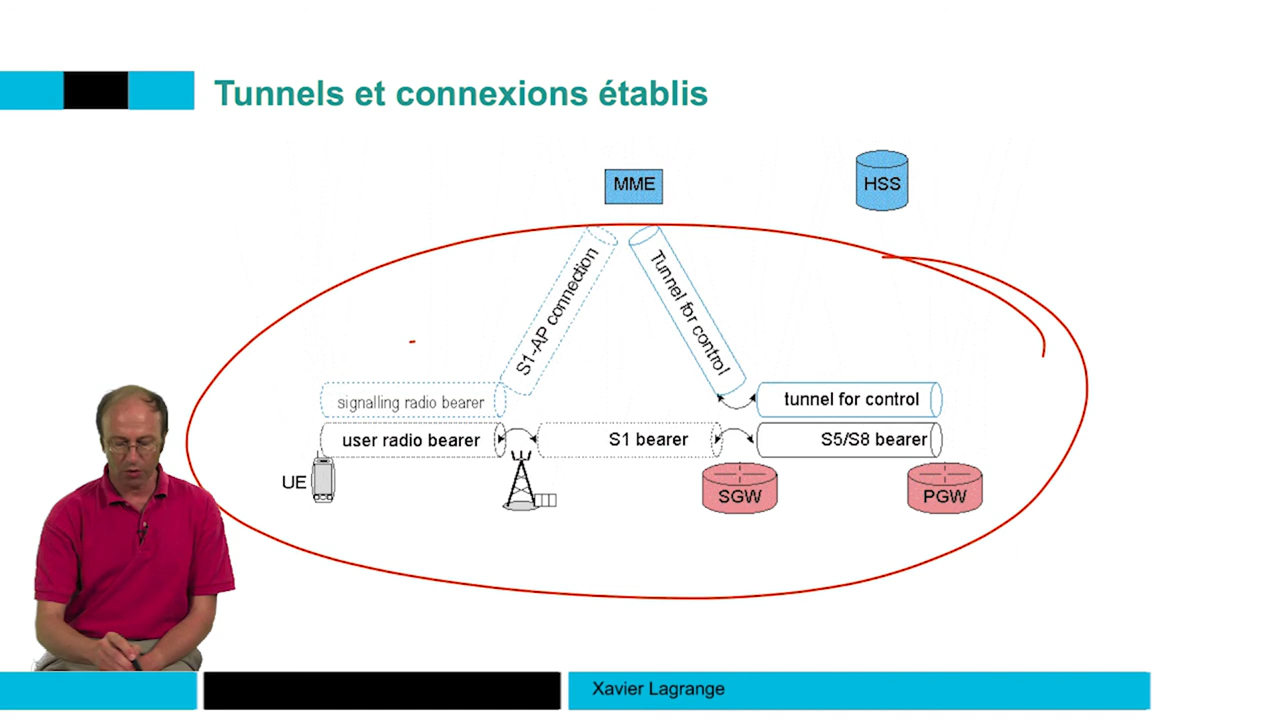 Tunnels et connexions établis
MME
HSS
S1-AP connection
Tunnel for control
signalling radio bearer
tunnel for control
user radio bearer
S1 bearer
S5/S8 bearer
UE
SGW
PGW
Xavier Lagrange